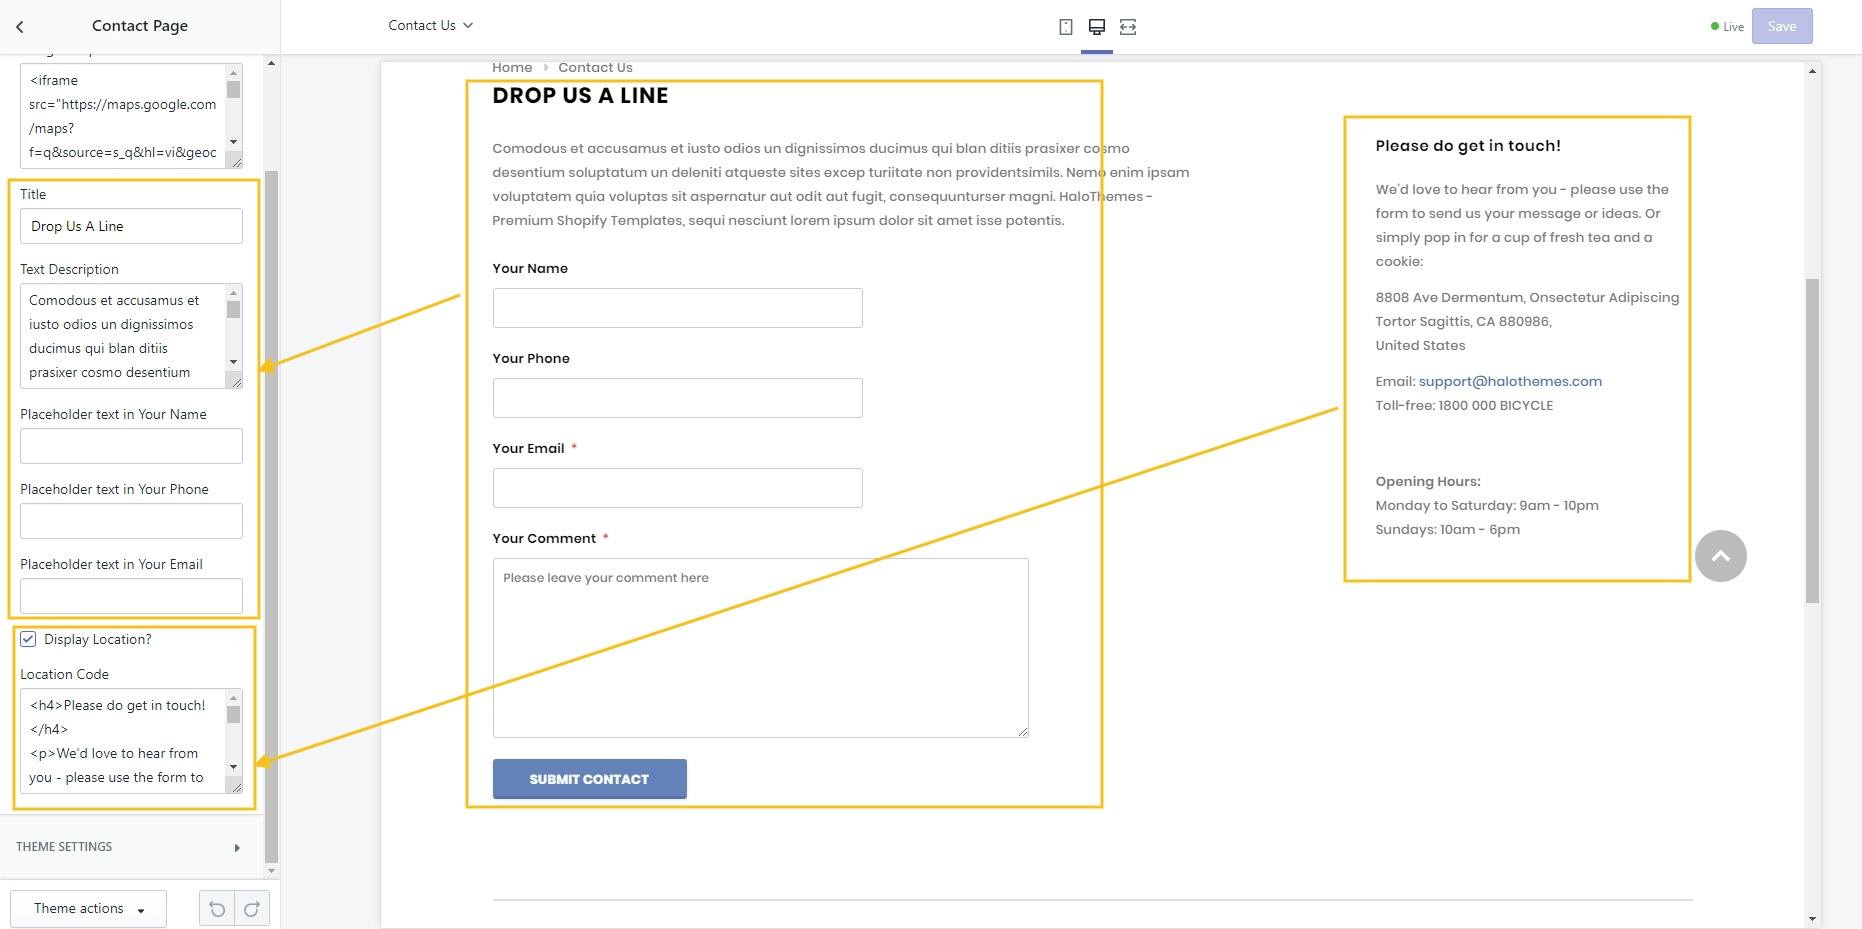 Contact Page
Contact Us
Live
Save
<iframe
src="https://maps.google.com
/maps?
f=q&source=s_q&hl=vi&geoc
Title
Drop Us A Line
Text Description
Comodous et accusamus et
iusto odios un dignissimos
ducimus qui blan ditiis
prasixer cosmo desentium
Placeholder text in Your Name
Placeholder text in Your Phone
Placeholder text in Your Email
Display Location?
Location Code
<h4>Please do get in touch!
</h4>
<p>We'd love to hear from
you - please use the form to
THEME SETTINGS
Theme actions
Home Contact Us
DROP US A LINE
Comodous et accusamus et iusto odios un dignissimos ducimus qui blan ditiis prasixer cosmo
desentium soluptatum un deleniti atqueste sites excep turiitate non providentsimils. Nemo enim ipsam
voluptatem quia voluptas sit aspernatur aut odit aut fugit, consequunturser magni. HaloThemes -
Premium Shopify Templates, sequi nesciunt lorem ipsum dolor sit amet isse potentis.
Your Name
Your Phone
Your Email *
Your Comment *
Please leave your comment here
SUBMIT CONTACT
Please do get in touch!
We'd love to hear from you - please use the
form to send us your message or ideas. Or
simply pop in for a cup of fresh tea and a
cookie:
8808 Ave Dermentum, Onsectetur Adipiscing
Tortor Sagittis, CA 880986,
United States
Email: support@halothemes.com
Toll-free: 1800 000 BICYCLE
Opening Hours:
Monday to Saturday: 9am - 10pm
Sundays: 10am - 6pm